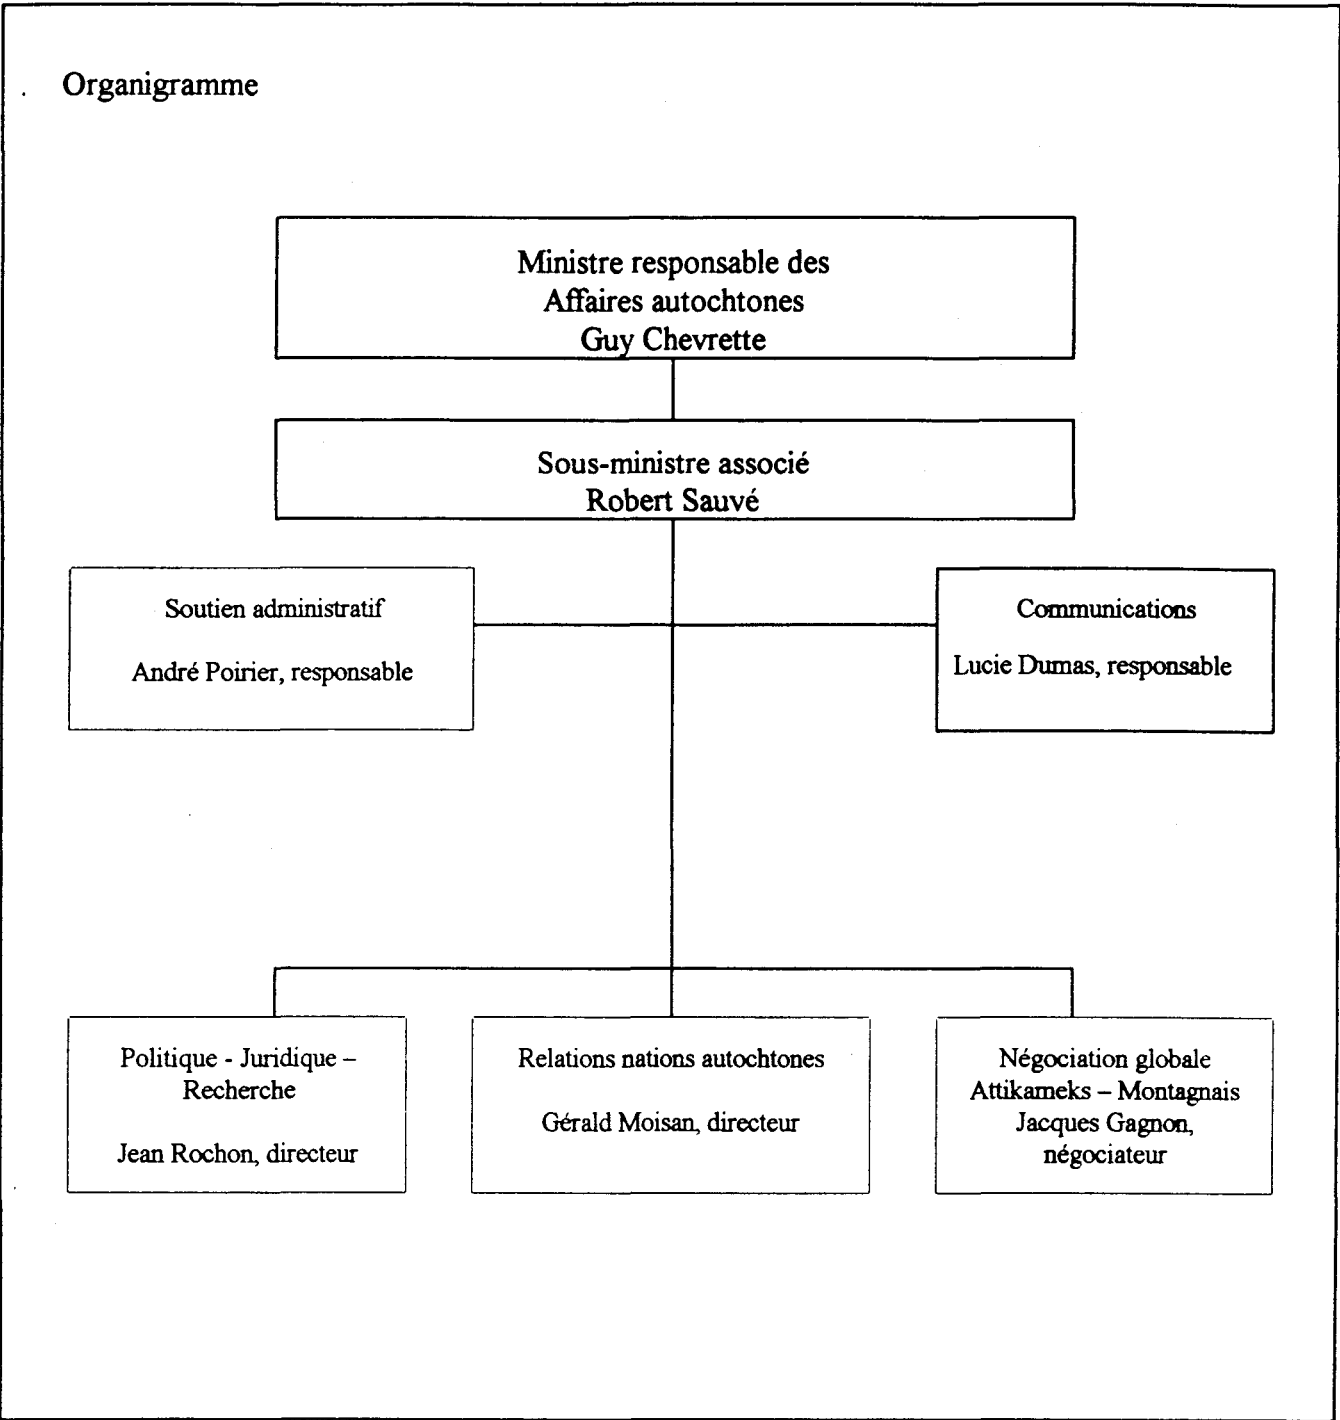 Organigramme
Ministre responsable des
Affaires autochtones
Guy Chevrette
Sous-ministre associé
Robert Sauvé
Soutien administratif
André Poirier, responsable
Communications
Lucie Dumas, responsable
Politique - Juridique –
Recherche
Jean Rochon, directeur
Relations nations autochtones
Gérald Moisan, directeur
Négociation globale
Attikameks – Montagnais
Jacques Gagnon,
négociateur